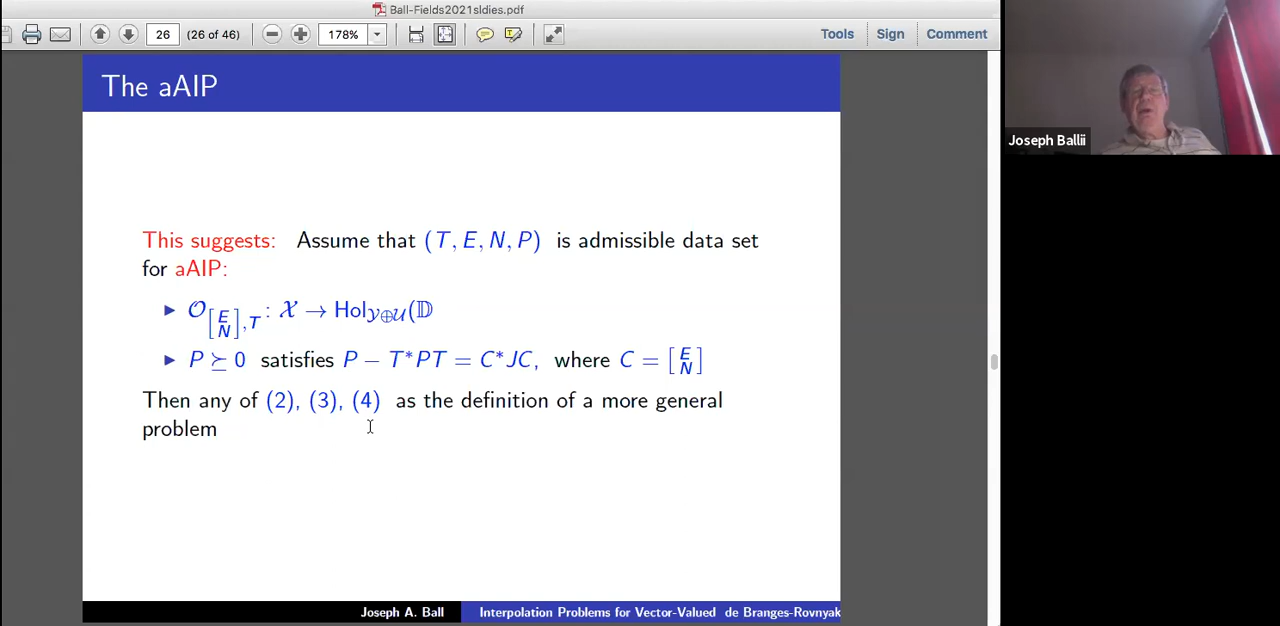 Ball-Fields2021sldies.pdf
26 (26 of 46) 178% Tools Sign Comment
The aAIP
Joseph Ballii
This suggests: Assume that (T, E, N, P) is admissible data set
for aAIP:
▶ 𝒪_{[E N],T} : 𝒳 → Hol_{𝒴⊕𝒰}(𝔻
▶ P ⪰ 0 satisfies P − T*PT = C*JC, where C = [E N]
Then any of (2), (3), (4) as the definition of a more general
problem
Joseph A. Ball Interpolation Problems for Vector-Valued de Branges-Rovnyak